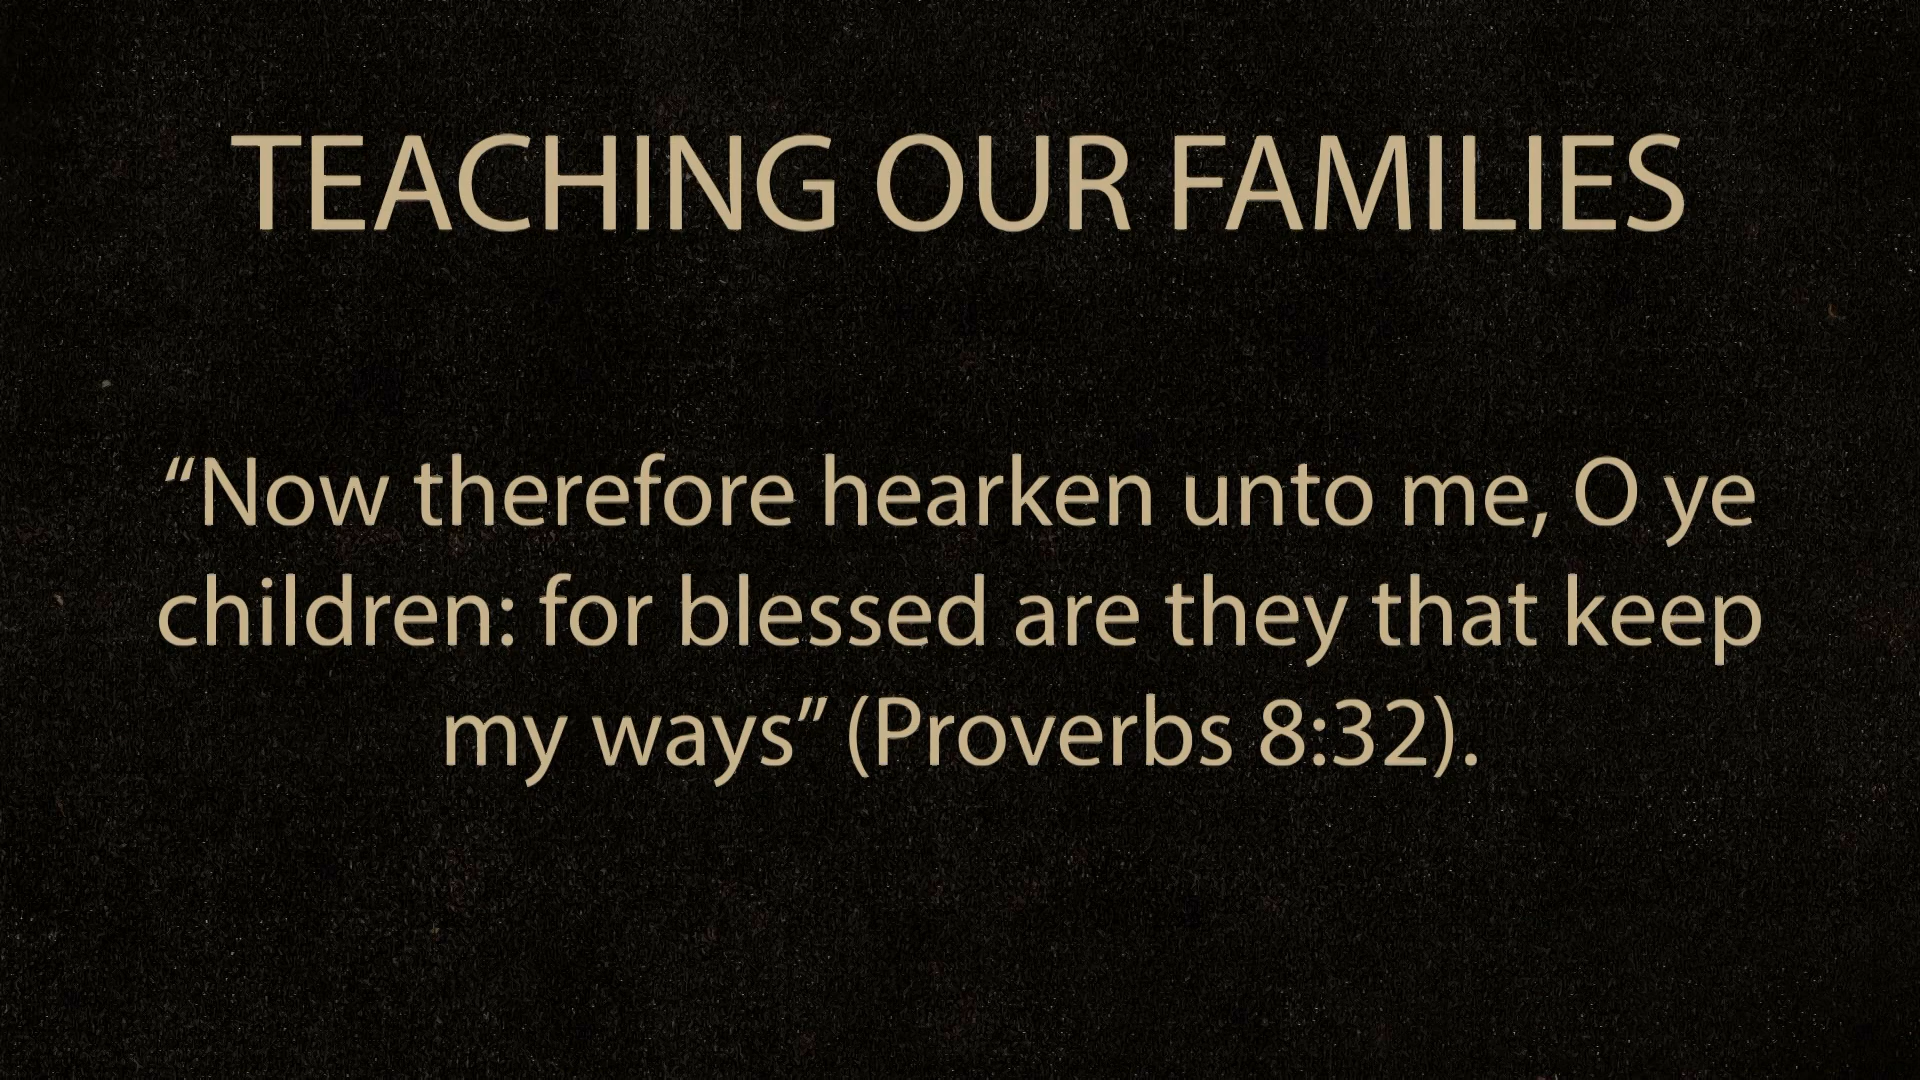 TEACHING OUR FAMILIES
“Now therefore hearken unto me, O ye
children: for blessed are they that keep
my ways” (Proverbs 8:32).